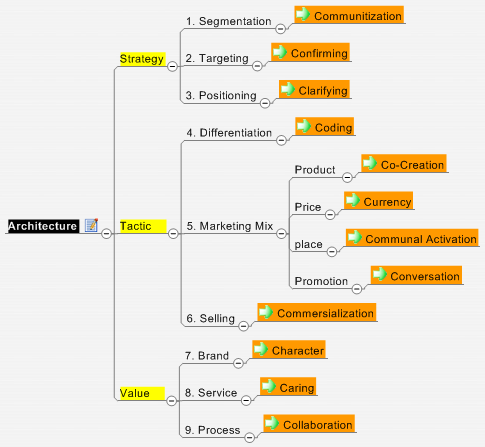 Architecture
Strategy
1. Segmentation
Communitization
2. Targeting
Confirming
3. Positioning
Clarifying
Tactic
4. Differentiation
Coding
5. Marketing Mix
Product
Co-Creation
Price
Currency
place
Communal Activation
Promotion
Conversation
6. Selling
Commersialization
Value
7. Brand
Character
8. Service
Caring
9. Process
Collaboration